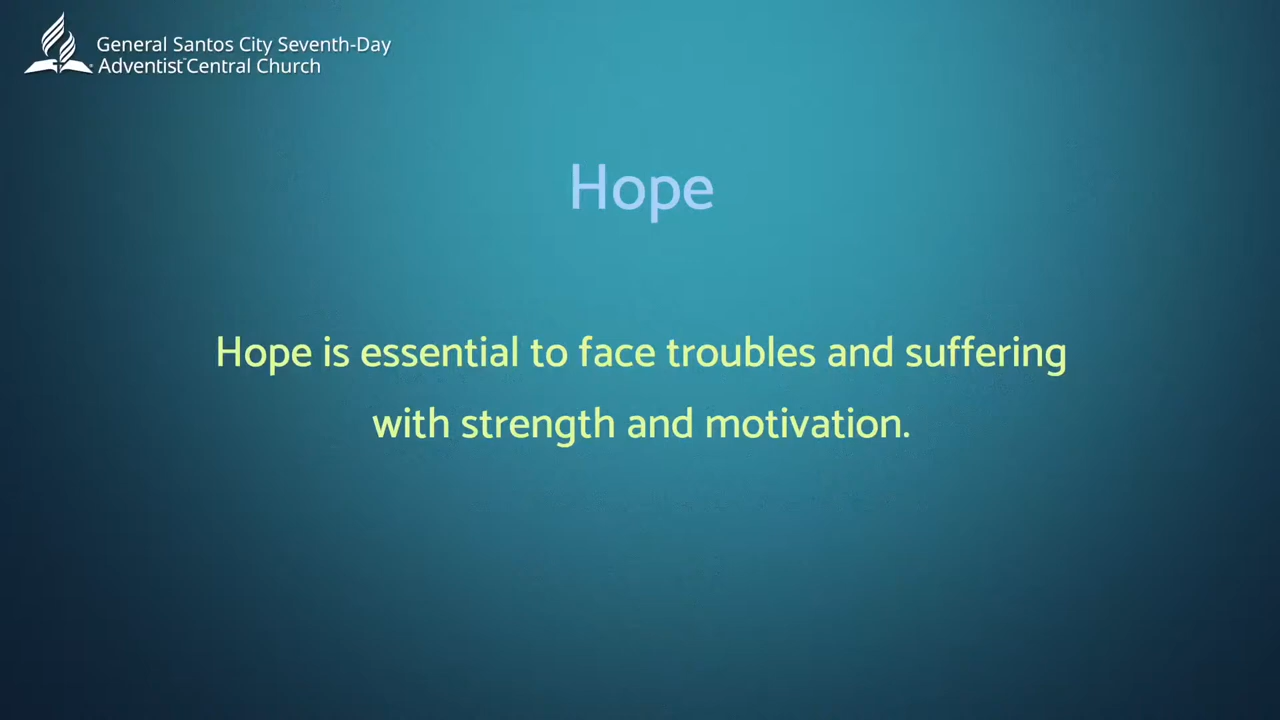 General Santos City Seventh-Day
Adventist Central Church
Hope
Hope is essential to face troubles and suffering
with strength and motivation.